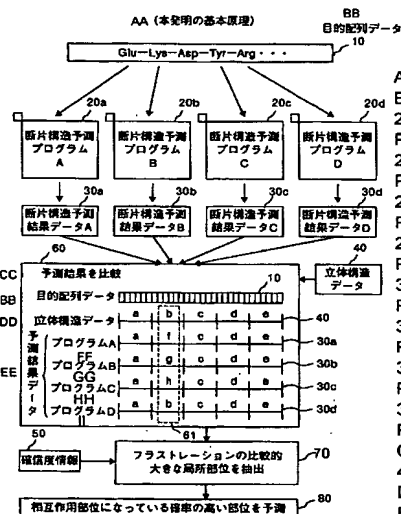 AA (本発明の基本原理)
BB
目的配列データ
10
Glu—Lys—Asp—Tyr—Arg・・・
20a 20b 20c 20d
断片構造予測プログラム A
断片構造予測プログラム B
断片構造予測プログラム C
断片構造予測プログラム D
30a 30b 30c 30d
断片構造予測結果データA
断片構造予測結果データB
断片構造予測結果データC
断片構造予測結果データD
60
40
CC 予測結果を比較
立体構造データ
10
BB 目的配列データ
DD 立体構造データ a b c d e 40
EE 予測結果データ
プログラムA a f c d e 30a
FF
プログラムB a g c d e 30b
GG
プログラムC a h c d e 30c
HH
プログラムD a b c d e 30d
II
61
50
確信度情報
フラストレーションの比較的大きな局所部位を抽出
70
相互作用部位になっている確率の高い部位を予測
80
A
E
2
F
2
F
2
F
2
F
3
F
3
F
3
F
3
F
C
4
D